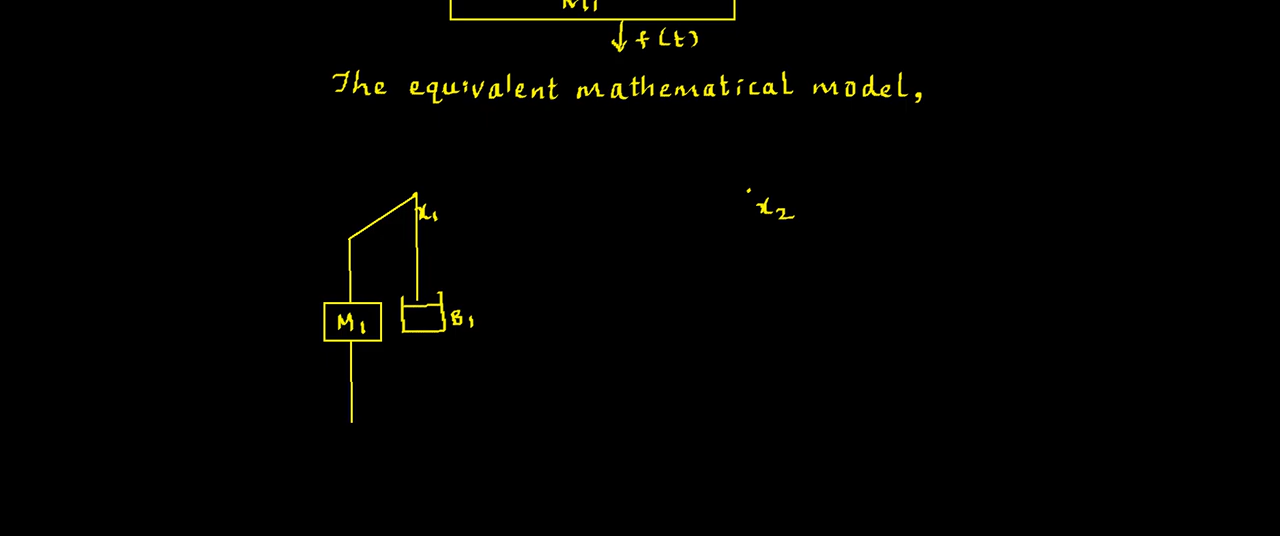 M1
f(t)
The equivalent mathematical model,
x1
x2
M1
B1